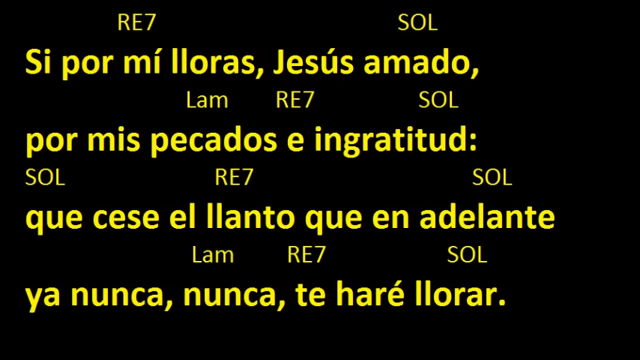 RE7 SOL
Si por mí lloras, Jesús amado,
Lam RE7 SOL
por mis pecados e ingratitud:
SOL RE7 SOL
que cese el llanto que en adelante
Lam RE7 SOL
ya nunca, nunca, te haré llorar.